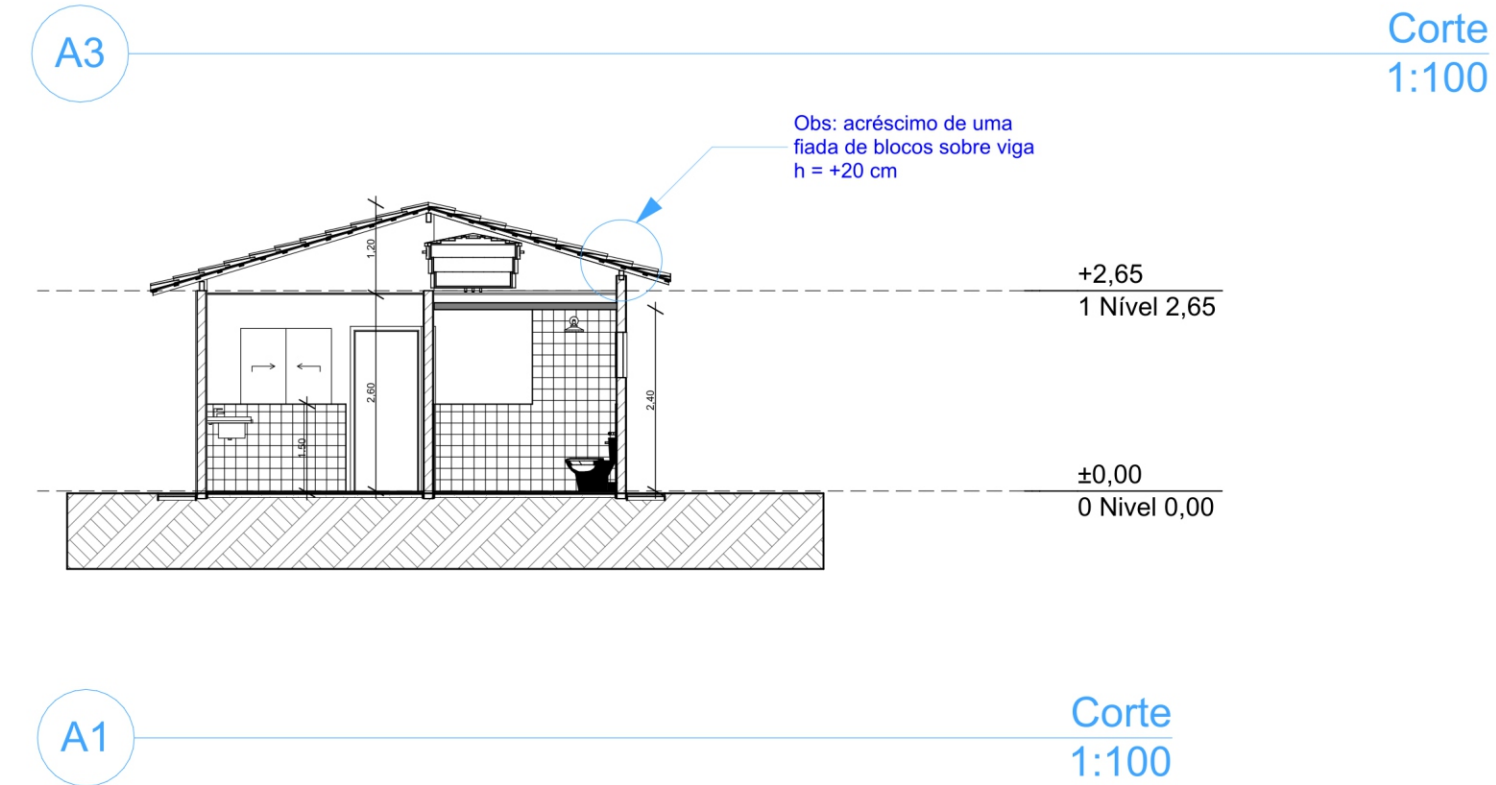 A3
Corte
1:100
Obs: acréscimo de uma
fiada de blocos sobre viga
h = +20 cm
1,20
+2,65
1 Nível 2,65
2,60
2,40
1,50
±0,00
0 Nivel 0,00
A1
Corte
1:100